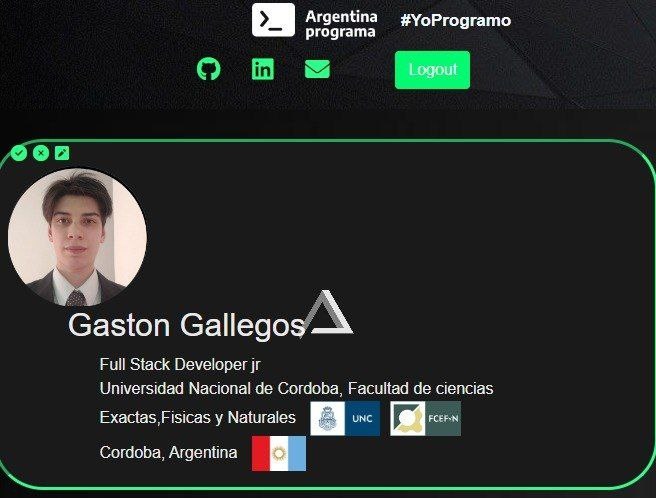 Argentina
programa
#YoProgramo
Logout
Gaston Gallegos
Full Stack Developer jr
Universidad Nacional de Cordoba, Facultad de ciencias
Exactas,Fisicas y Naturales UNC FCEFyN
Cordoba, Argentina